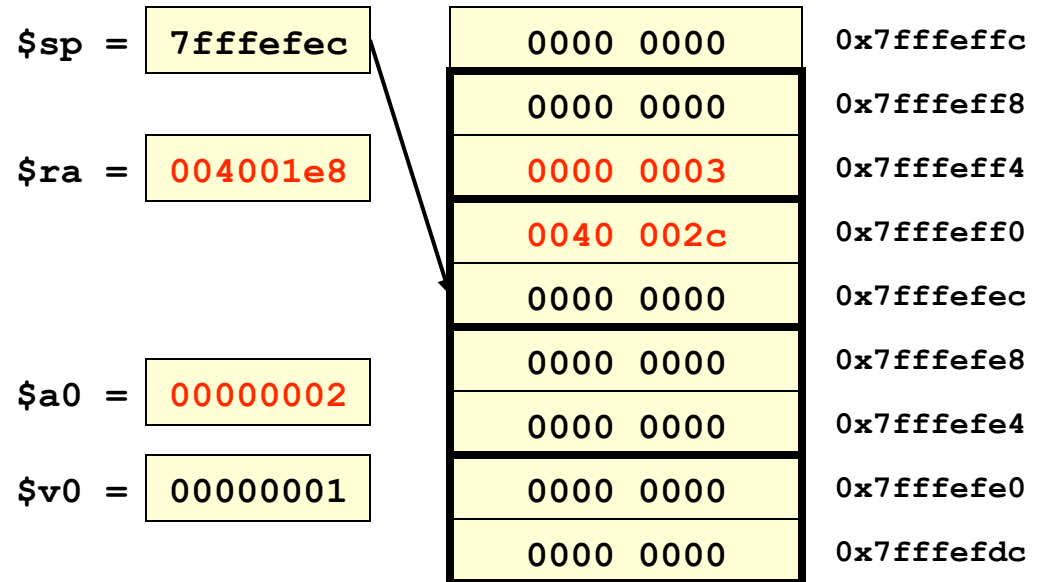 $sp = 7fffefec 0000 0000 0x7fffeffc
0000 0000 0x7fffeff8
$ra = 004001e8 0000 0003 0x7fffeff4
0040 002c 0x7fffeff0
0000 0000 0x7fffefec
0000 0000 0x7fffefe8
$a0 = 00000002
0000 0000 0x7fffefe4
$v0 = 00000001 0000 0000 0x7fffefe0
0000 0000 0x7fffefdc